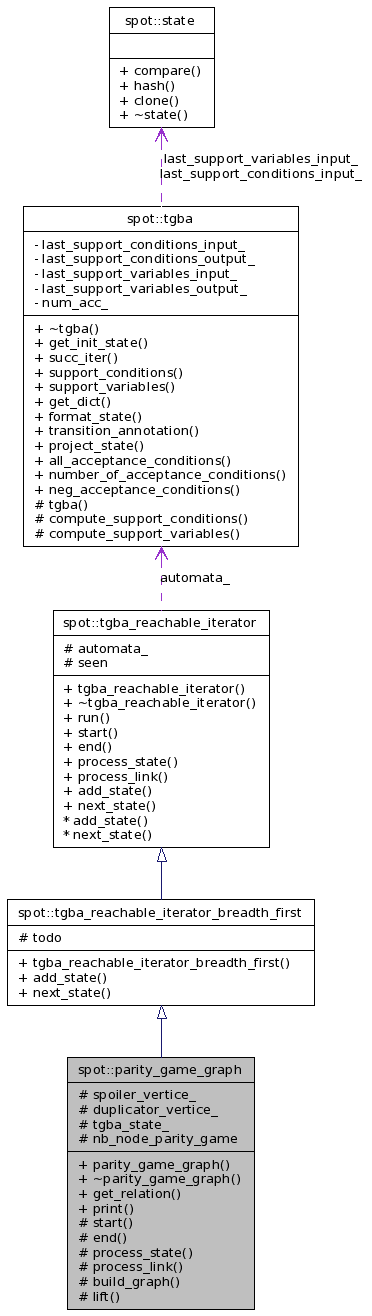 spot::state
+ compare()
+ hash()
+ clone()
+ ~state()
last_support_variables_input_
last_support_conditions_input_
spot::tgba
- last_support_conditions_input_
- last_support_conditions_output_
- last_support_variables_input_
- last_support_variables_output_
- num_acc_
+ ~tgba()
+ get_init_state()
+ succ_iter()
+ support_conditions()
+ support_variables()
+ get_dict()
+ format_state()
+ transition_annotation()
+ project_state()
+ all_acceptance_conditions()
+ number_of_acceptance_conditions()
+ neg_acceptance_conditions()
# tgba()
# compute_support_conditions()
# compute_support_variables()
automata_
spot::tgba_reachable_iterator
# automata_
# seen
+ tgba_reachable_iterator()
+ ~tgba_reachable_iterator()
+ run()
+ start()
+ end()
+ process_state()
+ process_link()
+ add_state()
+ next_state()
* add_state()
* next_state()
spot::tgba_reachable_iterator_breadth_first
# todo
+ tgba_reachable_iterator_breadth_first()
+ add_state()
+ next_state()
spot::parity_game_graph
# spoiler_vertice_
# duplicator_vertice_
# tgba_state_
# nb_node_parity_game
+ parity_game_graph()
+ ~parity_game_graph()
+ get_relation()
+ print()
# start()
# end()
# process_state()
# process_link()
# build_graph()
# lift()